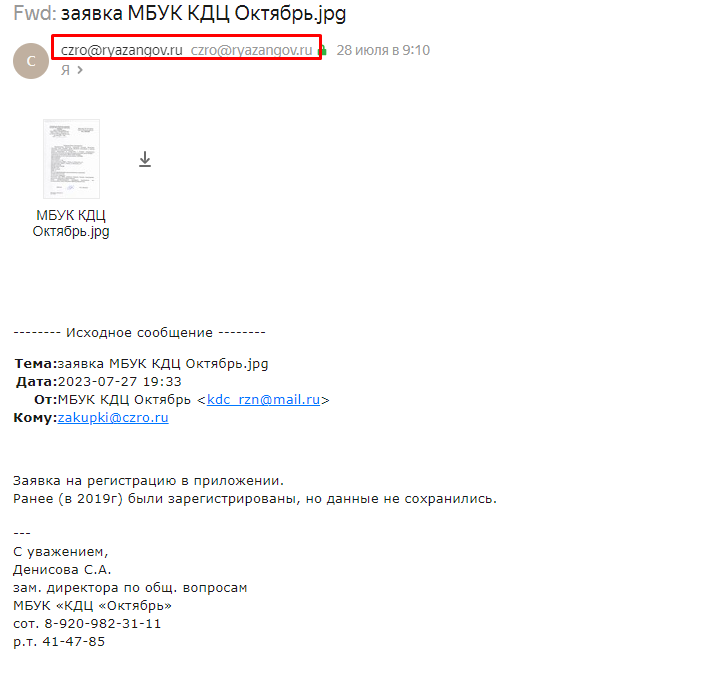 Fwd: заявка МБУК КДЦ Октябрь.jpg
С
czro@ryazangov.ru czro@ryazangov.ru 28 июля в 9:10
Я
МБУК КДЦ
Октябрь.jpg
-------- Исходное сообщение --------
Тема:заявка МБУК КДЦ Октябрь.jpg
Дата:2023-07-27 19:33
От:МБУК КДЦ Октябрь <kdc_rzn@mail.ru>
Кому:zakupki@czro.ru
Заявка на регистрацию в приложении.
Ранее (в 2019г) были зарегистрированы, но данные не сохранились.
---
С уважением,
Денисова С.А.
зам. директора по общ. вопросам
МБУК «КДЦ «Октябрь»
сот. 8-920-982-31-11
р.т. 41-47-85